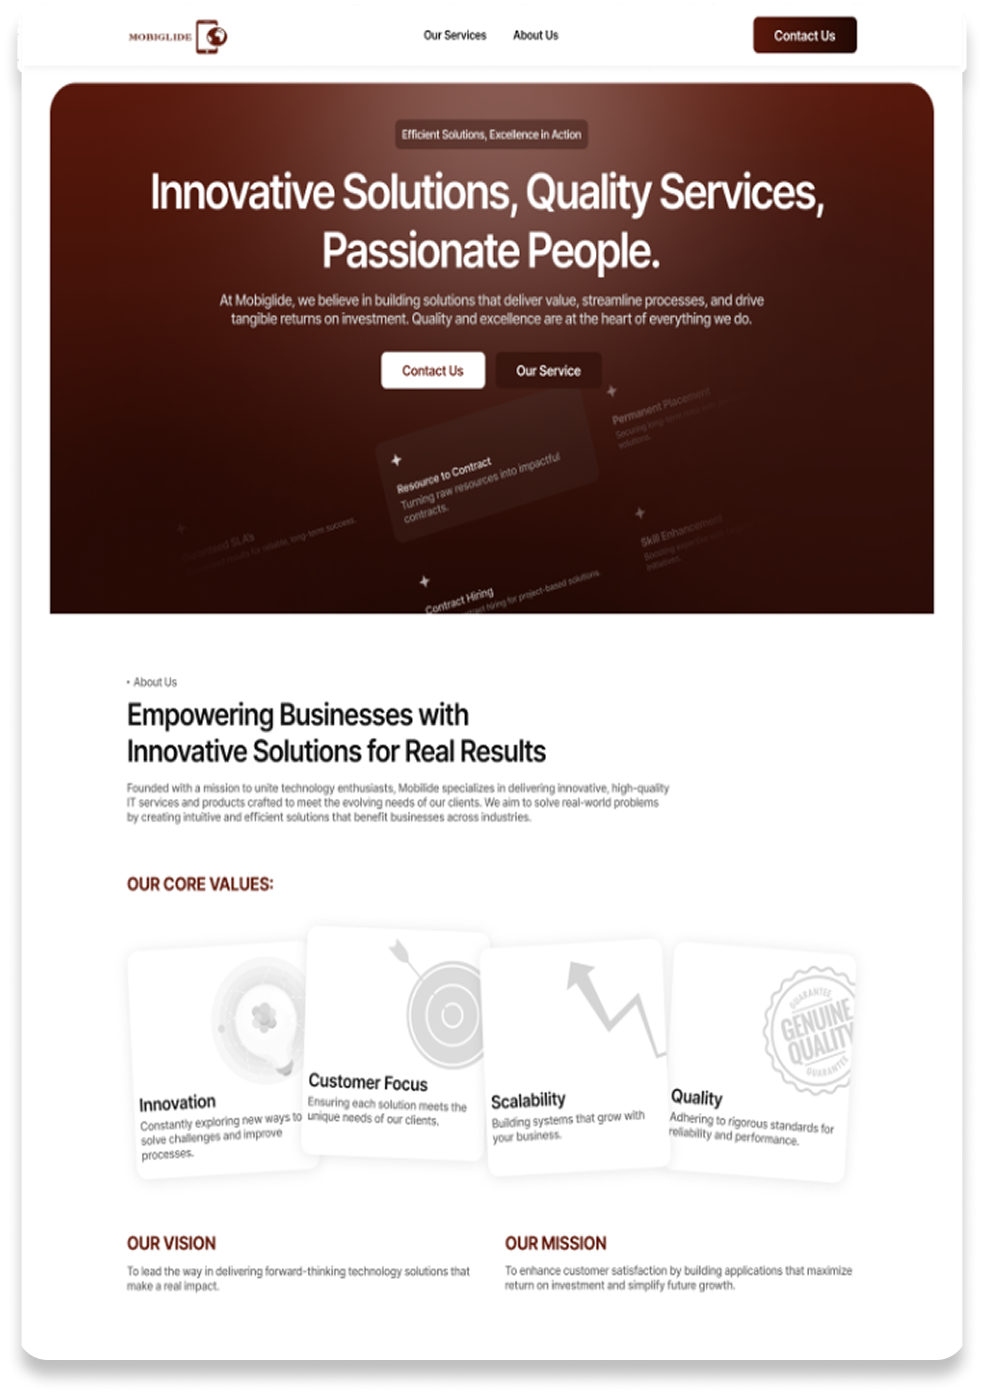 MOBIGLIDE
Our Services
About Us
Contact Us
Efficient Solutions, Excellence in Action
Innovative Solutions, Quality Services,
Passionate People.
At Mobiglide, we believe in building solutions that deliver value, streamline processes, and drive
tangible returns on investment. Quality and excellence are at the heart of everything we do.
Contact Us
Our Service
Permanent Placement
Securing long-term
solutions.
Resource to Contract
Turning raw resources into impactful
contracts.
SLAs
results for reliable, long-term success.
Skill Enhancement
Boosting expertise
initiatives.
Contract Hiring
hiring for project-based solutions.
• About Us
Empowering Businesses with
Innovative Solutions for Real Results
Founded with a mission to unite technology enthusiasts, Mobilide specializes in delivering innovative, high-quality
IT services and products crafted to meet the evolving needs of our clients. We aim to solve real-world problems
by creating intuitive and efficient solutions that benefit businesses across industries.
OUR CORE VALUES:
Innovation
Constantly exploring new ways to
solve challenges and improve
processes.
Customer Focus
Ensuring each solution meets the
unique needs of our clients.
Scalability
Building systems that grow with
your business.
GUARANTEE
GENUINE
QUALITY
GUARANTEE
Quality
Adhering to rigorous standards for
reliability and performance.
OUR VISION
To lead the way in delivering forward-thinking technology solutions that
make a real impact.
OUR MISSION
To enhance customer satisfaction by building applications that maximize
return on investment and simplify future growth.